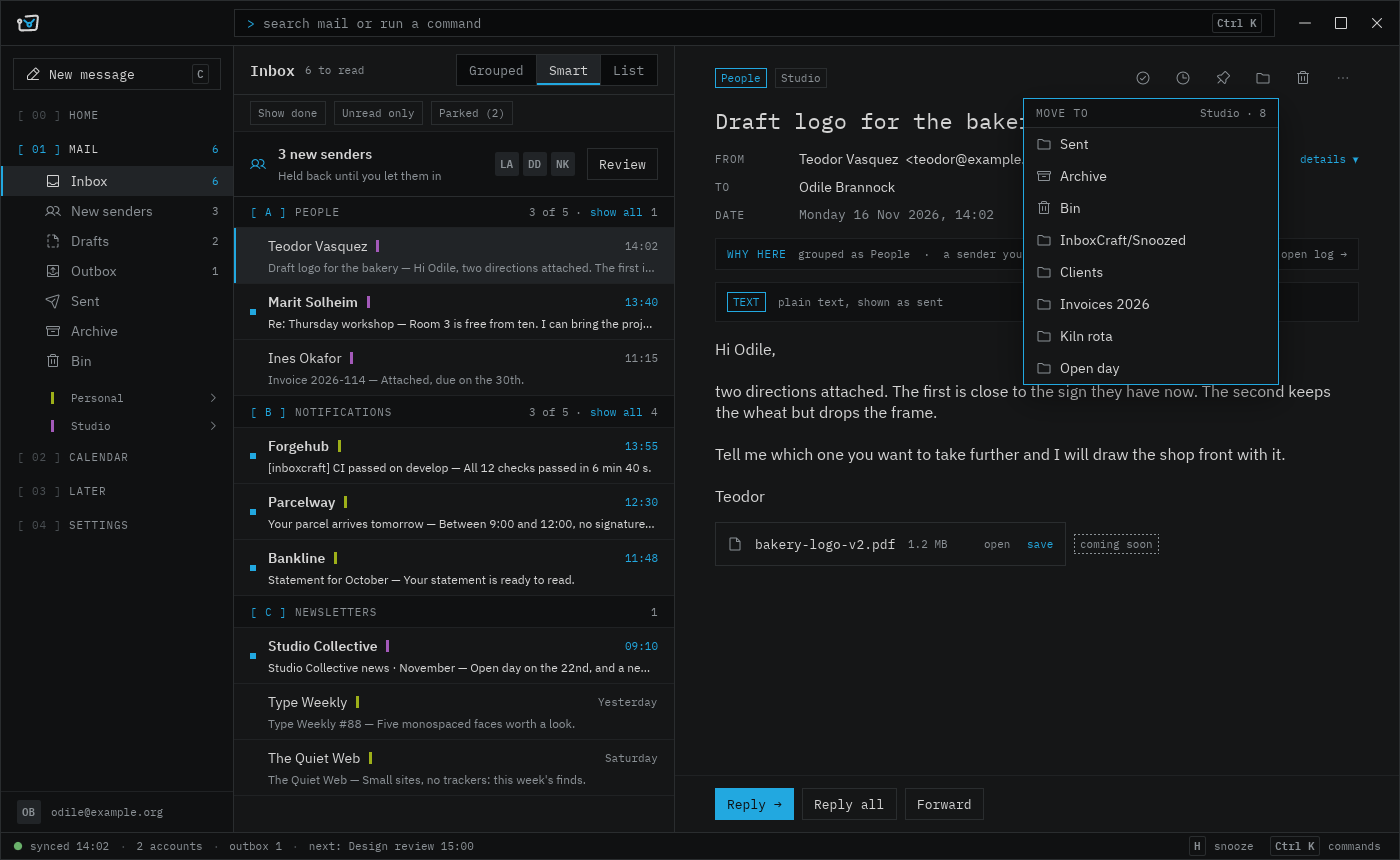 > search mail or run a command Ctrl K
New message C
[ 00 ] HOME
[ 01 ] MAIL 6
Inbox 6
New senders 3
Drafts 2
Outbox 1
Sent
Archive
Bin
Personal
Studio
[ 02 ] CALENDAR
[ 03 ] LATER
[ 04 ] SETTINGS
OB odile@example.org
Inbox 6 to read Grouped Smart List
Show done Unread only Parked (2)
3 new senders
Held back until you let them in
LA DD NK Review
[ A ] PEOPLE 3 of 5 · show all 1
Teodor Vasquez 14:02
Draft logo for the bakery — Hi Odile, two directions attached. The first i…
Marit Solheim 13:40
Re: Thursday workshop — Room 3 is free from ten. I can bring the proj…
Ines Okafor 11:15
Invoice 2026-114 — Attached, due on the 30th.
[ B ] NOTIFICATIONS 3 of 5 · show all 4
Forgehub 13:55
[inboxcraft] CI passed on develop — All 12 checks passed in 6 min 40 s.
Parcelway 12:30
Your parcel arrives tomorrow — Between 9:00 and 12:00, no signature…
Bankline 11:48
Statement for October — Your statement is ready to read.
[ C ] NEWSLETTERS 1
Studio Collective 09:10
Studio Collective news · November — Open day on the 22nd, and a ne…
Type Weekly Yesterday
Type Weekly #88 — Five monospaced faces worth a look.
The Quiet Web Saturday
The Quiet Web — Small sites, no trackers: this week's finds.
People Studio
Draft logo for the baker
FROM Teodor Vasquez <teodor@example. details ▾
TO Odile Brannock
DATE Monday 16 Nov 2026, 14:02
WHY HERE grouped as People · a sender you open log →
TEXT plain text, shown as sent
MOVE TO Studio · 8
Sent
Archive
Bin
InboxCraft/Snoozed
Clients
Invoices 2026
Kiln rota
Open day
Hi Odile,
two directions attached. The first is close to the sign they have now. The second keeps
the wheat but drops the frame.
Tell me which one you want to take further and I will draw the shop front with it.
Teodor
bakery-logo-v2.pdf 1.2 MB open save coming soon
Reply → Reply all Forward
synced 14:02 · 2 accounts · outbox 1 · next: Design review 15:00 H snooze Ctrl K commands